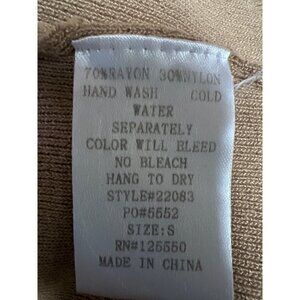 70%RAYON 30%NYLON
HAND WASH COLD
WATER
SEPARATELY
COLOR WILL BLEED
NO BLEACH
HANG TO DRY
STYLE#22083
PO#5552
SIZE:S
RN#125550
MADE IN CHINA